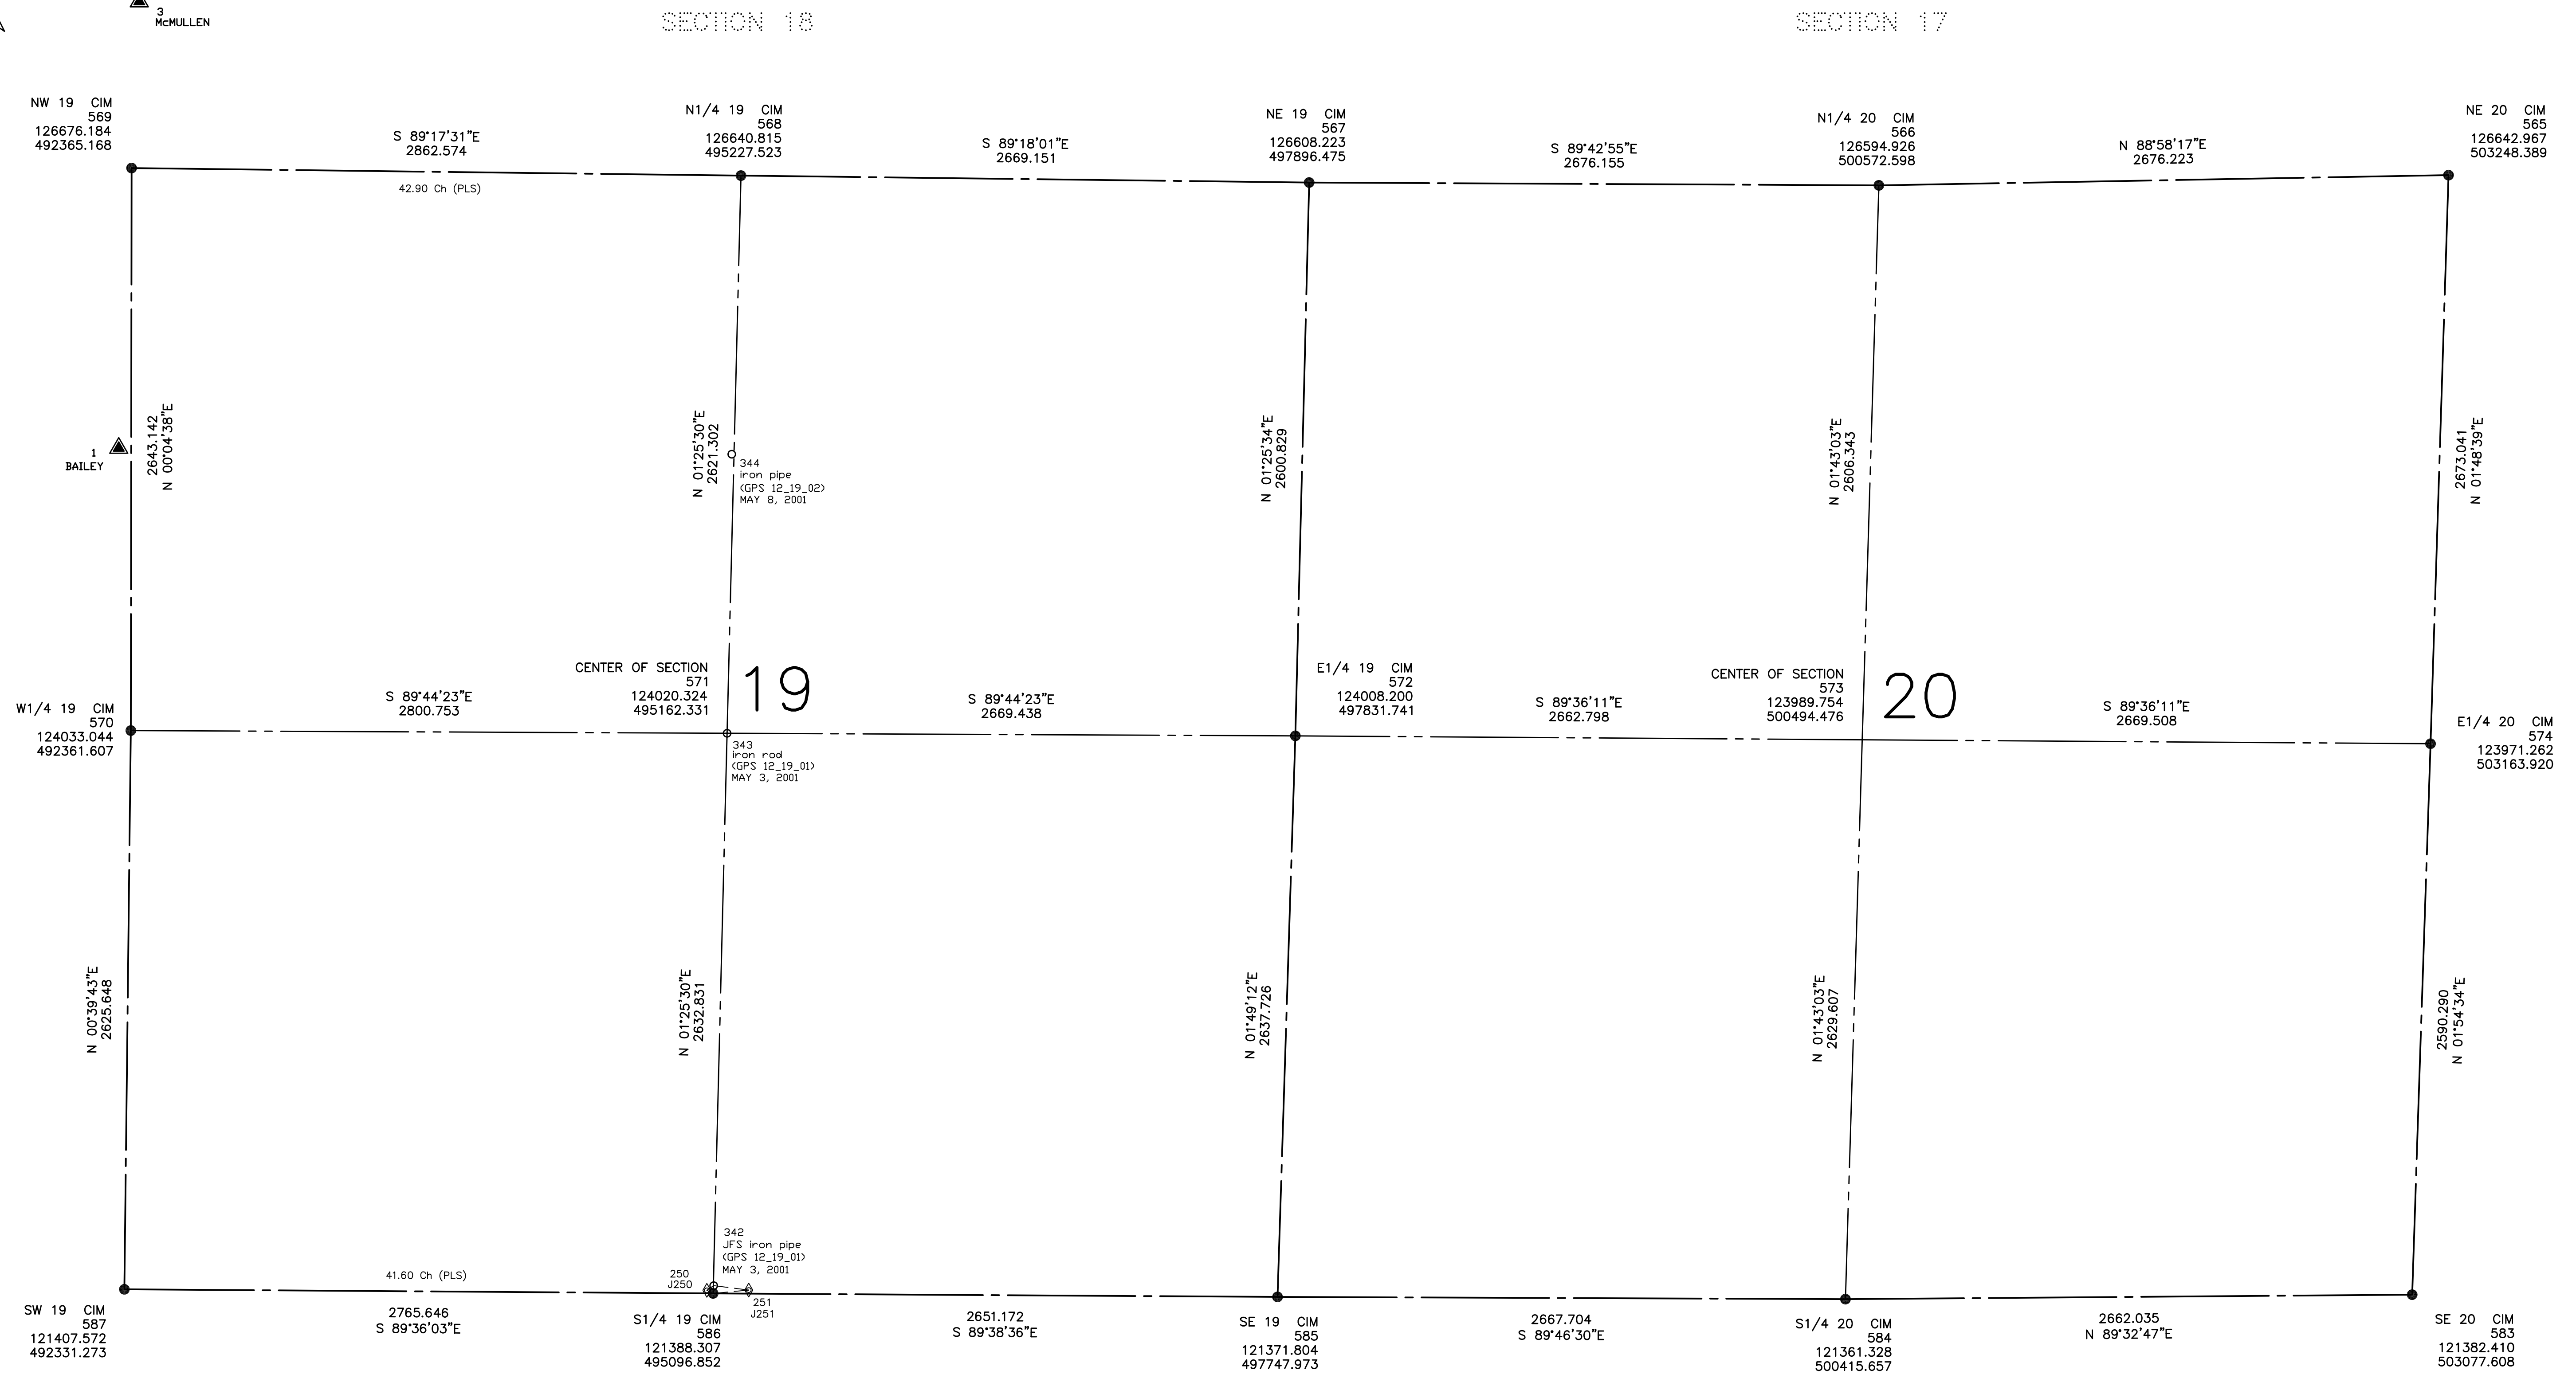 3
McMULLEN
SECTION 18
SECTION 17
NW 19 CIM
569
126676.184
492365.168
S 89°17'31"E
2862.574
42.90 Ch (PLS)
N1/4 19 CIM
568
126640.815
495227.523
S 89°18'01"E
2669.151
NE 19 CIM
567
126608.223
497896.475
S 89°42'55"E
2676.155
N1/4 20 CIM
566
126594.926
500572.598
N 88°58'17"E
2676.223
NE 20 CIM
565
126642.967
503248.389
1
BAILEY
2643.142
N 00°04'38"E
N 01°25'30"E
2621.302
344
iron pipe
(GPS 12_19_02)
MAY 8, 2001
N 01°25'34"E
2600.829
N 01°43'03"E
2606.343
2673.041
N 01°48'39"E
W1/4 19 CIM
570
124033.044
492361.607
S 89°44'23"E
2800.753
CENTER OF SECTION
571
124020.324
495162.331
19
343
iron rod
(GPS 12_19_01)
MAY 3, 2001
S 89°44'23"E
2669.438
E1/4 19 CIM
572
124008.200
497831.741
S 89°36'11"E
2662.798
CENTER OF SECTION
573
123989.754
500494.476
20
S 89°36'11"E
2669.508
E1/4 20 CIM
574
123971.262
503163.920
N 00°39'43"E
2625.648
N 01°25'30"E
2632.831
N 01°49'12"E
2637.726
N 01°43'03"E
2629.607
2590.290
N 01°54'34"E
342
JFS iron pipe
(GPS 12_19_01)
MAY 3, 2001
250
J250
251
J251
41.60 Ch (PLS)
SW 19 CIM
587
121407.572
492331.273
2765.646
S 89°36'03"E
S1/4 19 CIM
586
121388.307
495096.852
2651.172
S 89°38'36"E
SE 19 CIM
585
121371.804
497747.973
2667.704
S 89°46'30"E
S1/4 20 CIM
584
121361.328
500415.657
2662.035
N 89°32'47"E
SE 20 CIM
583
121382.410
503077.608